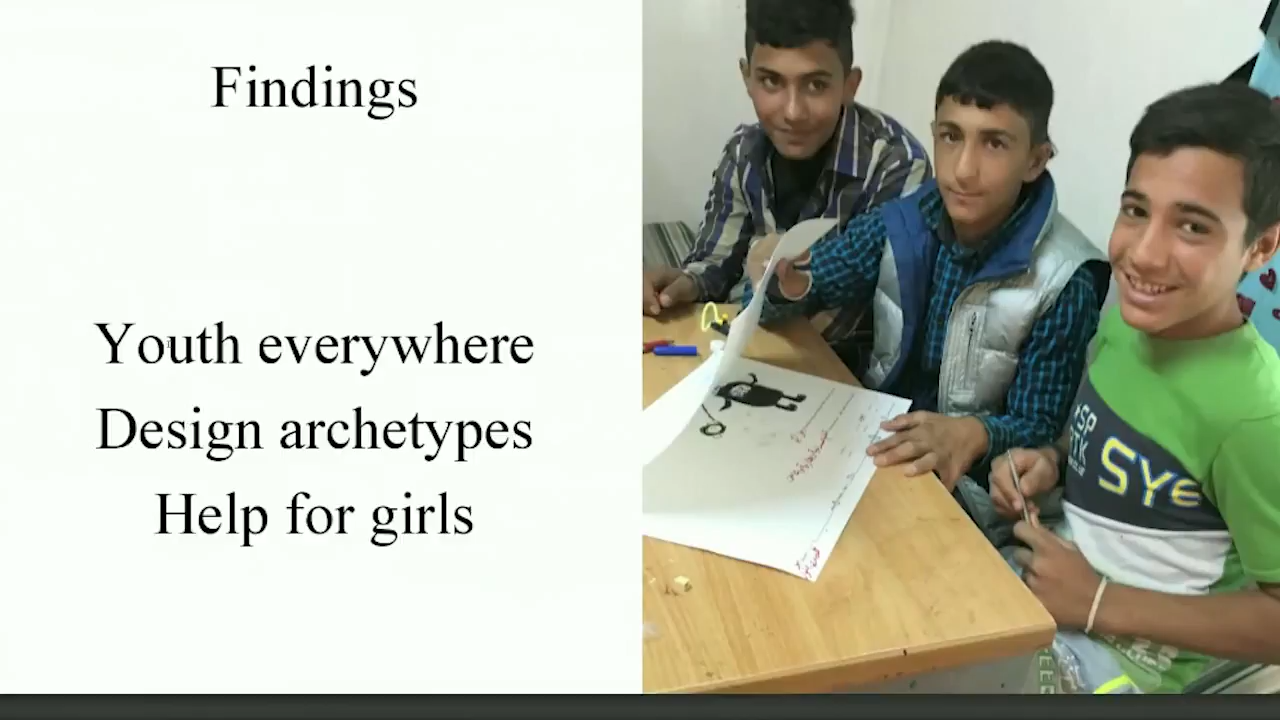 Findings
Youth everywhere
Design archetypes
Help for girls
SYE